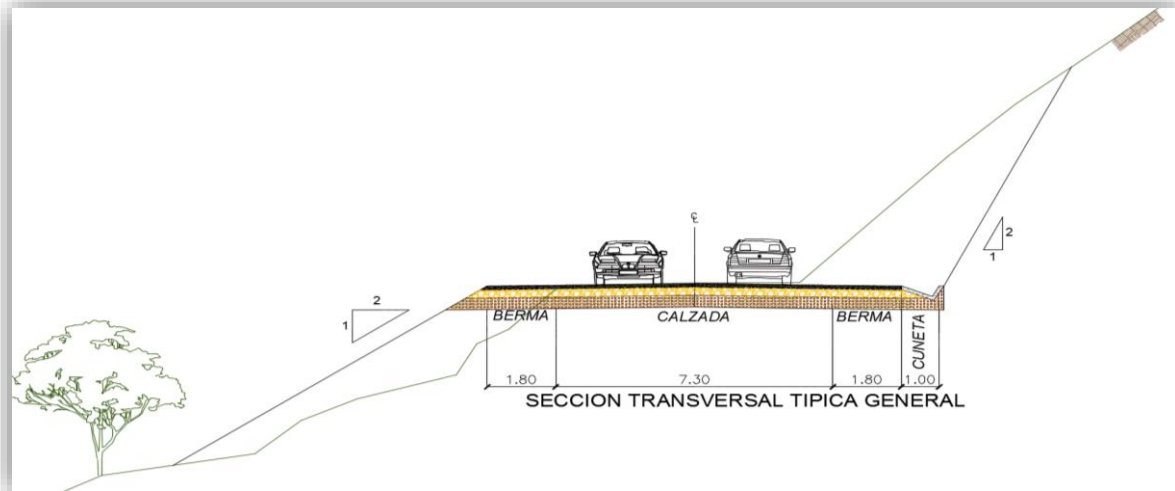 ℄
2
1
2
1
BERMA CALZADA BERMA
CUNETA
1.80 7.30 1.80 1.00
SECCION TRANSVERSAL TIPICA GENERAL